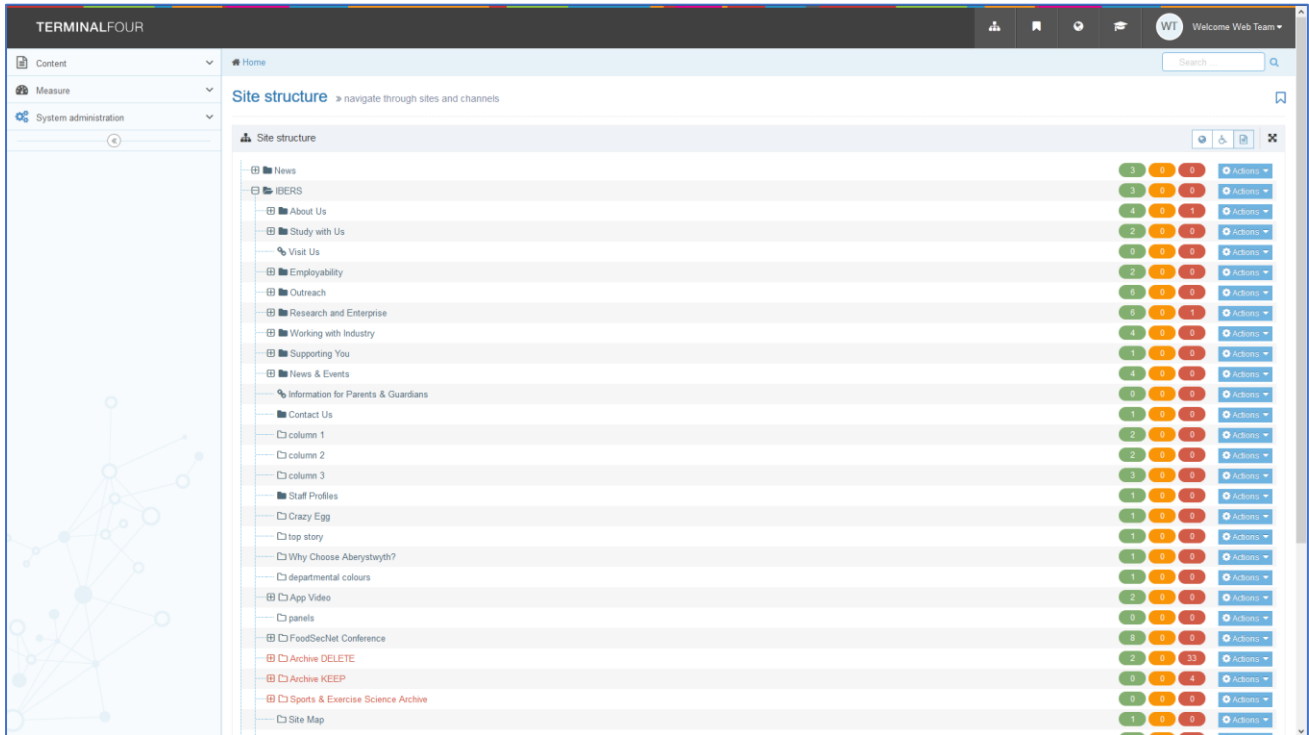 TERMINALFOUR
WT Welcome Web Team
Content
Home
Search ...
Measure
Site structure » navigate through sites and channels
System administration
Site structure
News 3 0 0 Actions
IBERS 3 0 0 Actions
About Us 4 0 1 Actions
Study with Us 2 0 0 Actions
Visit Us 0 0 0 Actions
Employability 2 0 0 Actions
Outreach 6 0 0 Actions
Research and Enterprise 6 0 1 Actions
Working with Industry 4 0 0 Actions
Supporting You 1 0 0 Actions
News & Events 4 0 0 Actions
Information for Parents & Guardians 0 0 0 Actions
Contact Us 1 0 0 Actions
column 1 2 0 0 Actions
column 2 2 0 0 Actions
column 3 3 0 0 Actions
Staff Profiles 1 0 0 Actions
Crazy Egg 1 0 0 Actions
top story 1 0 0 Actions
Why Choose Aberystwyth? 1 0 0 Actions
departmental colours 1 0 0 Actions
App Video 2 0 0 Actions
panels 0 0 0 Actions
FoodSecNet Conference 8 0 0 Actions
Archive DELETE 2 0 33 Actions
Archive KEEP 0 0 4 Actions
Sports & Exercise Science Archive 0 0 0 Actions
Site Map 1 0 0 Actions